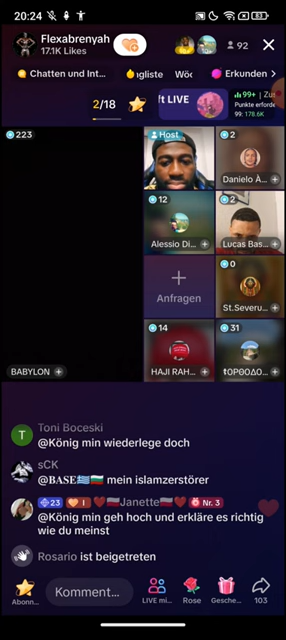 20:24
83
Flexabrenyah
17.1K Likes
92
Chatten und Int...
Erkunden
2/18
LIVE
99+
Zus
Punkte erforde
99: 178.6K
223
Host
2
Danielo À...
12
2
Alessio Di...
Lucas Bas...
0
Anfragen
St.Severu...
14
31
BABYLON
HAJI RAH...
Toni Boceski
T
@König min wiederlege doch
sCK
@BASE🇬🇷🇧🇬 mein islamzerstörer
23 I ❤️🇵🇱Janette🇵🇱❤️ Nr. 3
@König min geh hoch und erkläre es richtig
wie du meinst
Rosario ist beigetreten
Abonn...
Komment...
LIVE mi...
Rose
Gesche...
103